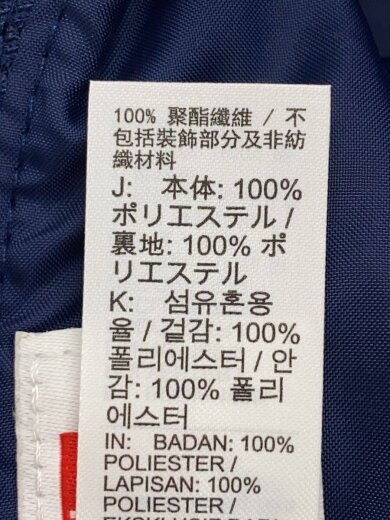 100% 聚酯纖維 / 不
包括裝飾部分及非紡
織材料
J: 本体: 100%
ポリエステル /
裏地: 100% ポ
リエステル
K: 섬유혼용
율 / 겉감: 100%
폴리에스터 / 안
감: 100% 폴리
에스터
IN: BADAN: 100%
POLIESTER /
LAPISAN: 100%
POLIESTER /